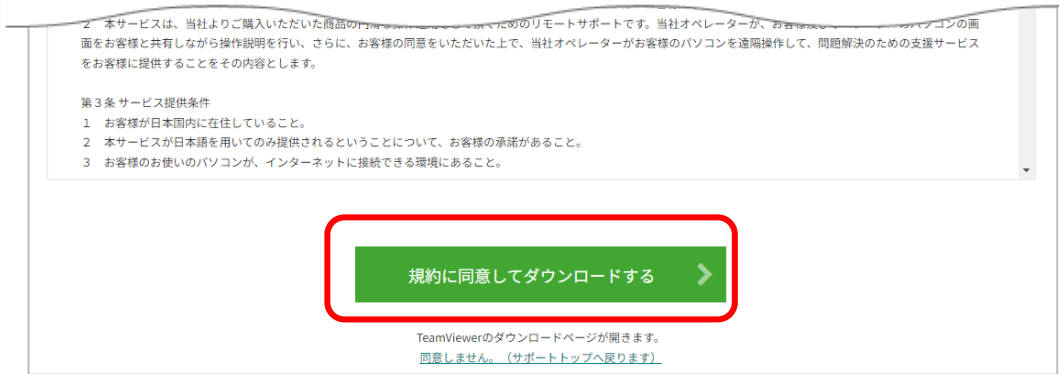 ２ 本サービスは、当社よりご購入いただいた商品の円滑な操作
のためのリモートサポートです。当社オペレーターが、お客様
のパソコンの画
面をお客様と共有しながら操作説明を行い、さらに、お客様の同意をいただいた上で、当社オペレーターがお客様のパソコンを遠隔操作して、問題解決のための支援サービス
をお客様に提供することをその内容とします。
第３条 サービス提供条件
１ お客様が日本国内に在住していること。
２ 本サービスが日本語を用いてのみ提供されるということについて、お客様の承諾があること。
３ お客様のお使いのパソコンが、インターネットに接続できる環境にあること。
規約に同意してダウンロードする
TeamViewerのダウンロードページが開きます。
同意しません。（サポートトップへ戻ります）